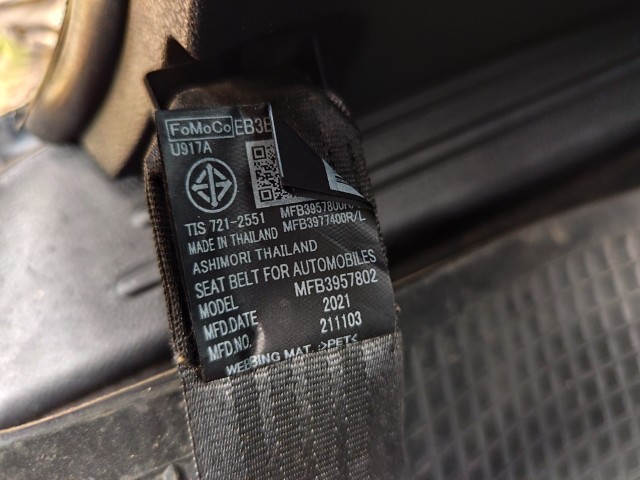 FoMoCo EB3B
U917A
TIS 721-2551 MFB3957800R/L
MADE IN THAILAND MFB3977400R/L
ASHIMORI THAILAND
SEAT BELT FOR AUTOMOBILES
MODEL MFB3957802
MFD.DATE 2021
MFD.NO. 211103
WEBBING MAT. >PET<